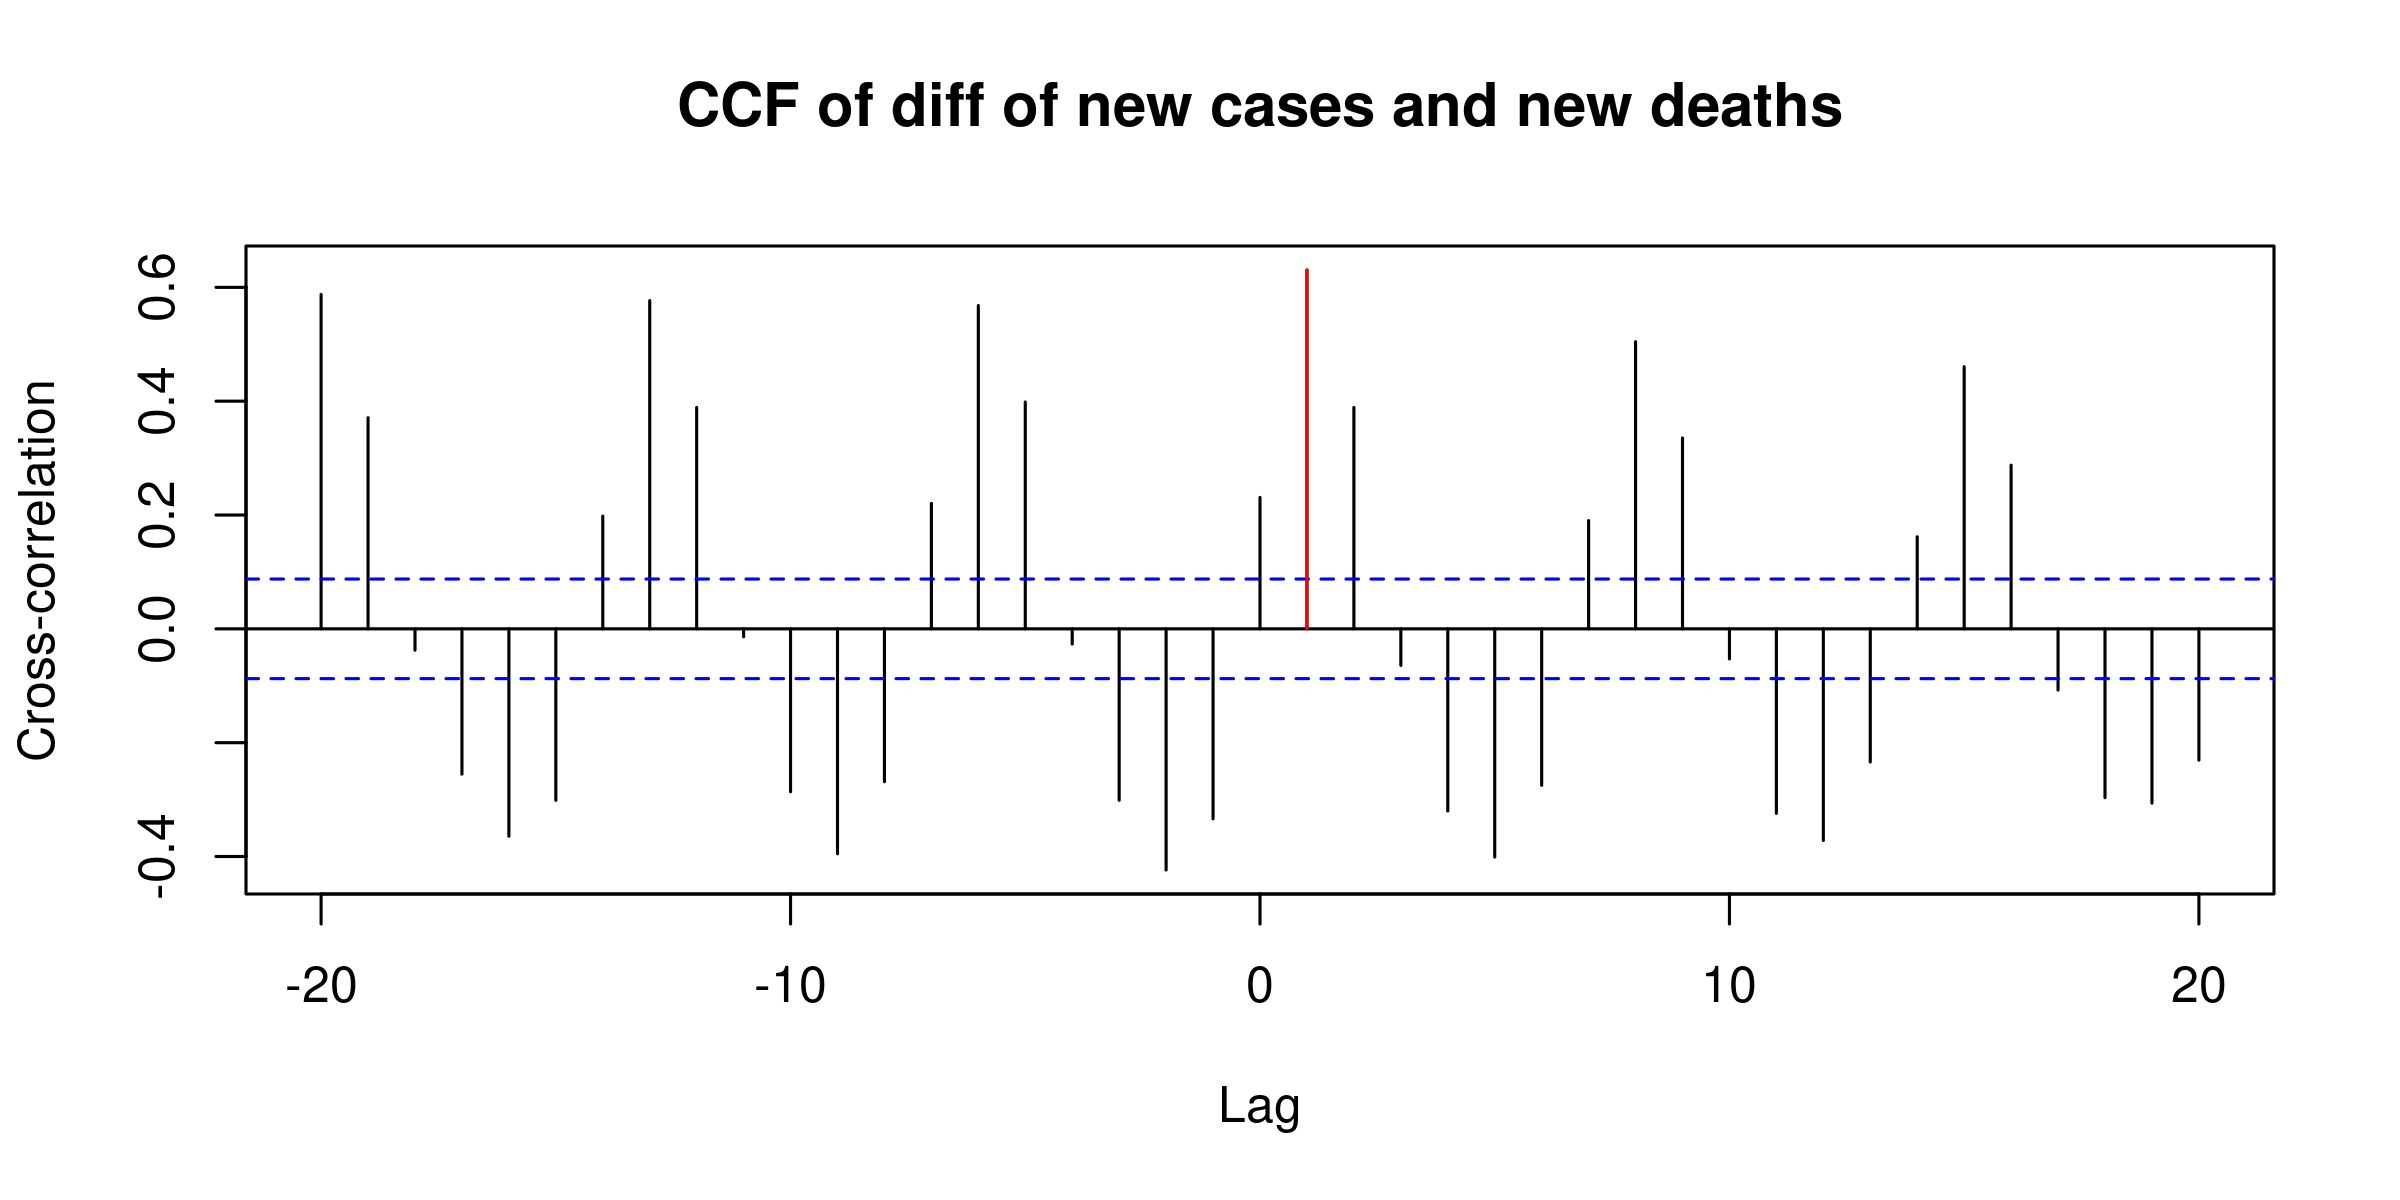 CCF of diff of new cases and new deaths
Cross-correlation
0.6
0.4
0.2
0.0
-0.4
-20 -10 0 10 20
Lag